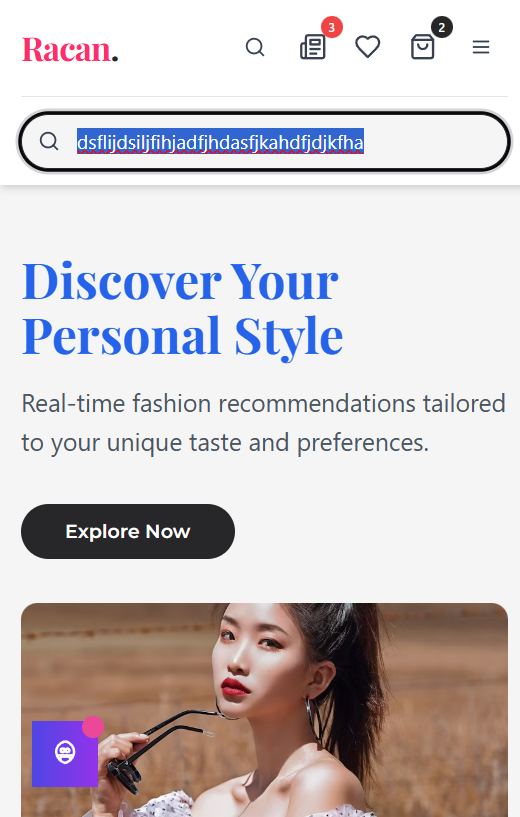 Racan.
3
2
dsflijdsiljfihjadfjhdasfjkahdfjdjkfha
Discover Your
Personal Style
Real-time fashion recommendations tailored
to your unique taste and preferences.
Explore Now